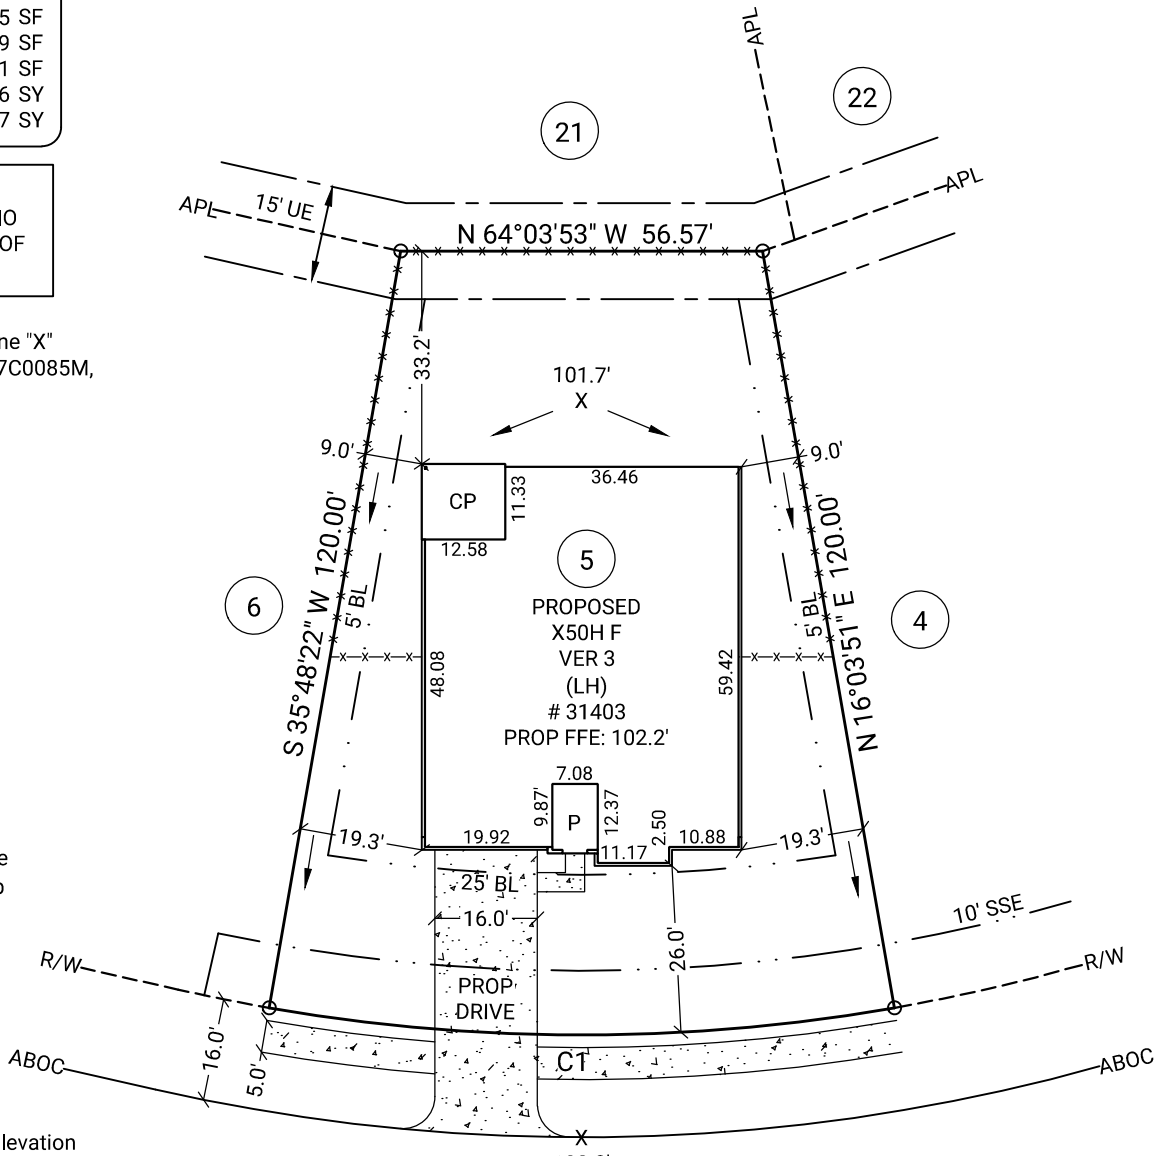 5 SF
9 SF
1 SF
6 SY
7 SY
OF
ne "X"
7C0085M,
APL
22
21
15' UE
APL
APL
N 64°03'53" W 56.57'
33.2'
101.7'
X
9.0'
9.0'
36.46
CP
11.33
12.58
S 35°48'22" W 120.00'
5' BL
6
5
PROPOSED
X50H F
VER 3
(LH)
# 31403
PROP FFE: 102.2'
48.08
59.42
5' BL
N 16°03'51" E 120.00'
4
7.08
9.87'
P
12.37
2.50
19.3'
19.92
11.17
10.88
19.3'
25' BL
16.0'
26.0'
10' SSE
R/W
R/W
PROP
DRIVE
16.0'
5.0'
C1
ABOC
ABOC
X
levation